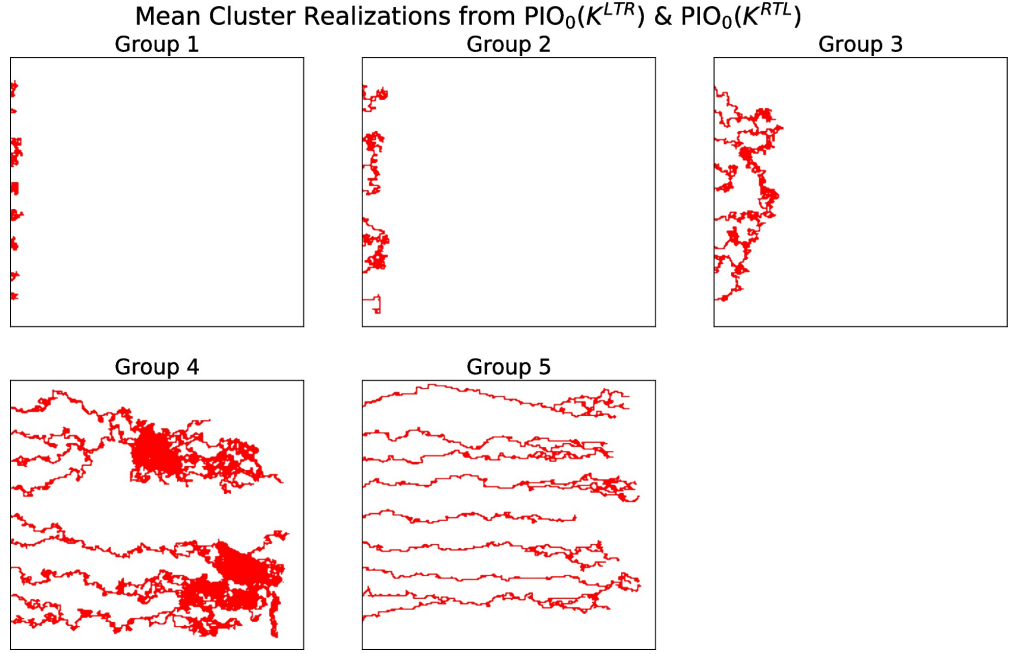 Mean Cluster Realizations from PIO₀(Kᴸᵀᴿ) & PIO₀(Kᴿᵀᴸ)
Group 1 Group 2 Group 3
Group 4 Group 5